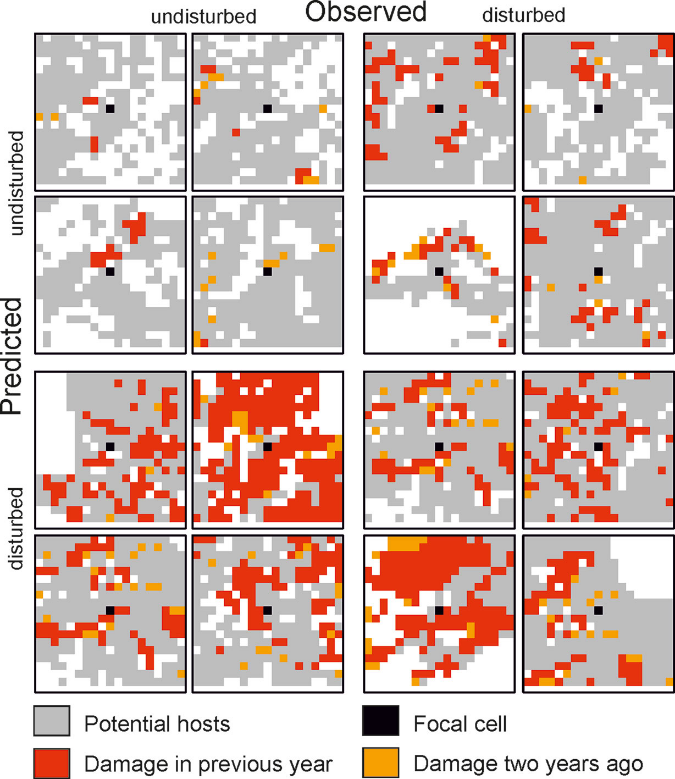 Observed
undisturbed
disturbed
Predicted
undisturbed
disturbed
Potential hosts
Focal cell
Damage in previous year
Damage two years ago